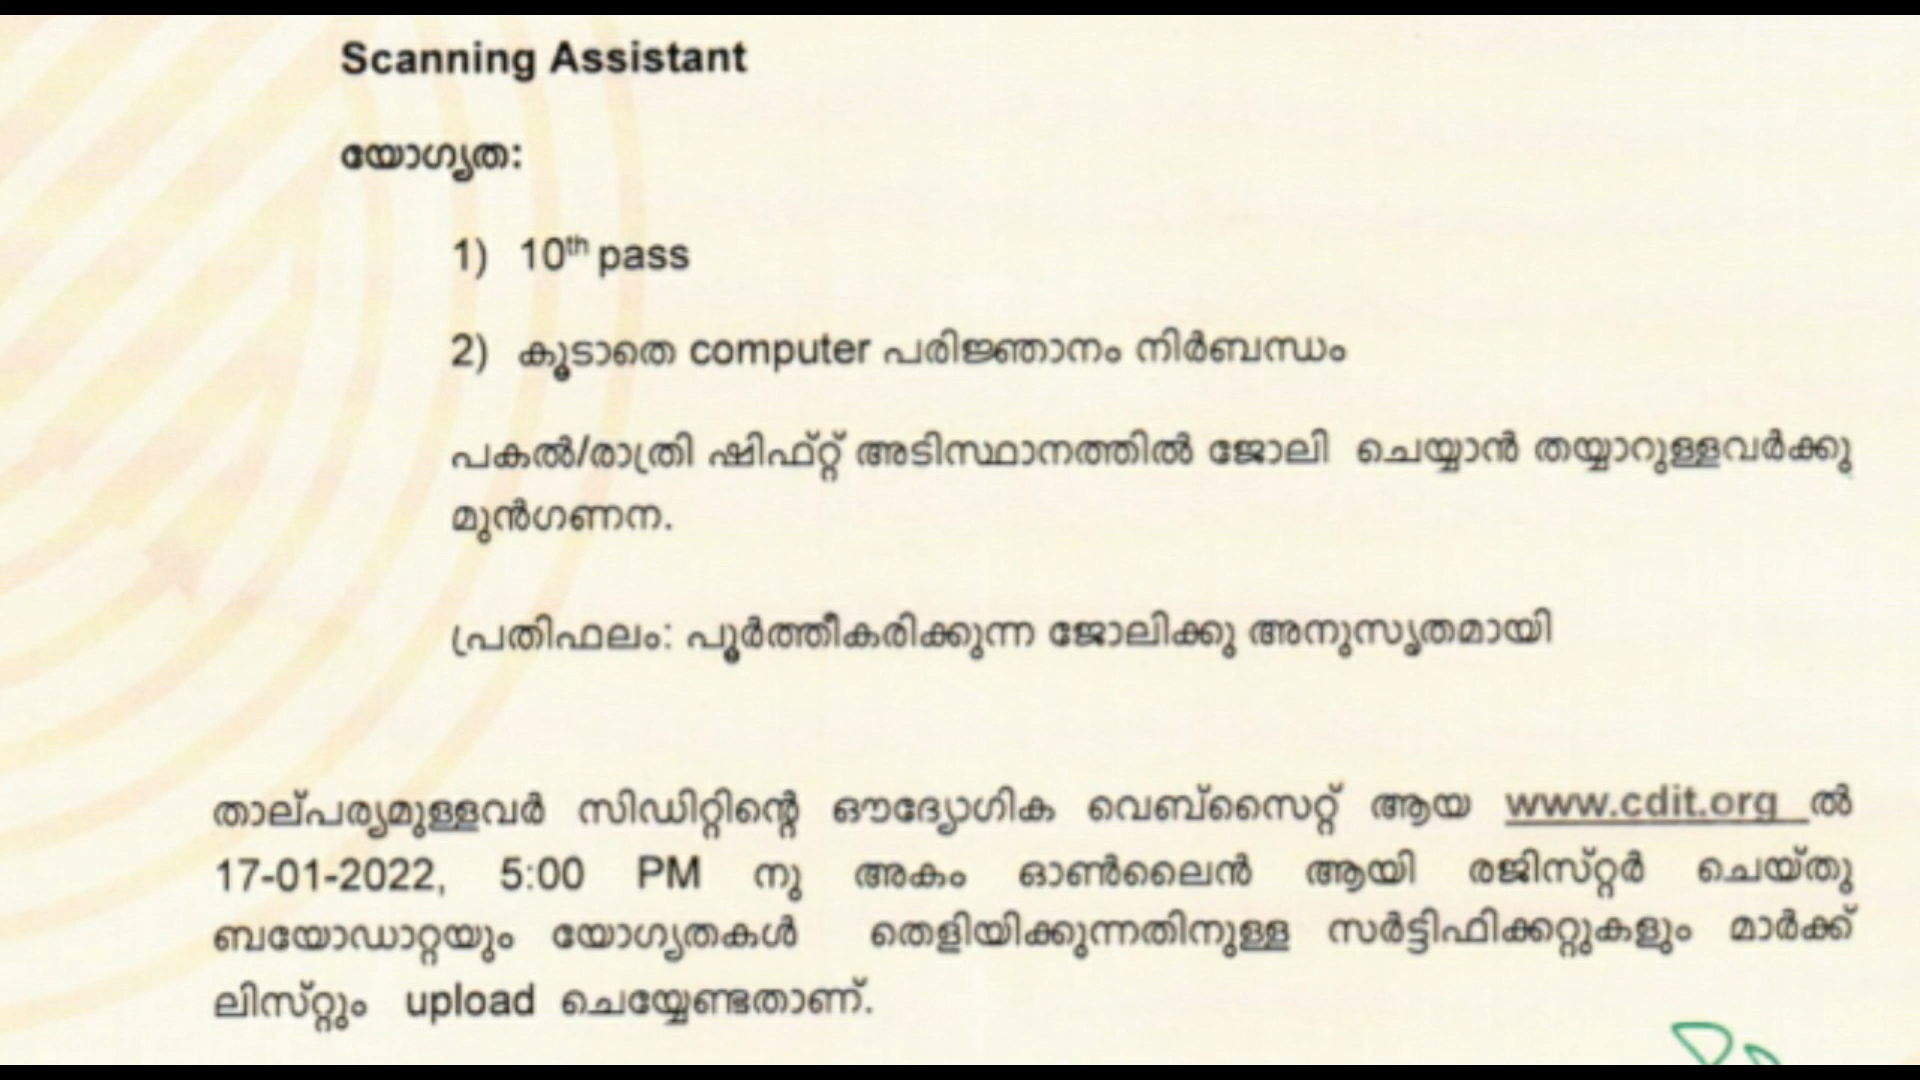 Scanning Assistant
യോഗ്യത:
1) 10th pass
2) കൂടാതെ computer പരിജ്ഞാനം നിർബന്ധം
പകൽ/രാത്രി ഷിഫ്റ്റ് അടിസ്ഥാനത്തിൽ ജോലി ചെയ്യാൻ തയ്യാറുള്ളവർക്കു
മുൻഗണന.
പ്രതിഫലം: പൂർത്തീകരിക്കുന്ന ജോലിക്കു അനുസൃതമായി
താല്പര്യമുള്ളവർ സിഡിറ്റിന്റെ ഔദ്യോഗിക വെബ്സൈറ്റ് ആയ www.cdit.org ൽ
17-01-2022, 5:00 PM നു അകം ഓൺലൈൻ ആയി രജിസ്റ്റർ ചെയ്തു
ബയോഡാറ്റയും യോഗ്യതകൾ തെളിയിക്കുന്നതിനുള്ള സർട്ടിഫിക്കറ്റുകളും മാർക്ക്
ലിസ്റ്റും upload ചെയ്യേണ്ടതാണ്.